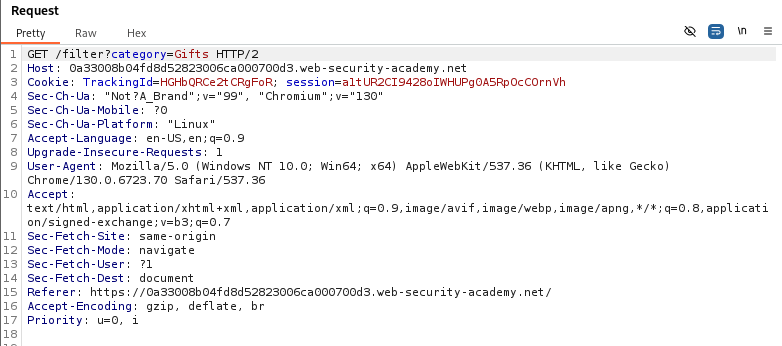 Request
Pretty Raw Hex \n
1 GET /filter?category=Gifts HTTP/2
2 Host: 0a33008b04fd8d52823006ca000700d3.web-security-academy.net
3 Cookie: TrackingId=HGHbQRCe2tCRgFoR; session=a1tUR2CI9428oIWHUPg0A5RpOcCOrnVh
4 Sec-Ch-Ua: "Not?A_Brand";v="99", "Chromium";v="130"
5 Sec-Ch-Ua-Mobile: ?0
6 Sec-Ch-Ua-Platform: "Linux"
7 Accept-Language: en-US,en;q=0.9
8 Upgrade-Insecure-Requests: 1
9 User-Agent: Mozilla/5.0 (Windows NT 10.0; Win64; x64) AppleWebKit/537.36 (KHTML, like Gecko)
Chrome/130.0.6723.70 Safari/537.36
10 Accept:
text/html,application/xhtml+xml,application/xml;q=0.9,image/avif,image/webp,image/apng,*/*;q=0.8,applicati
on/signed-exchange;v=b3;q=0.7
11 Sec-Fetch-Site: same-origin
12 Sec-Fetch-Mode: navigate
13 Sec-Fetch-User: ?1
14 Sec-Fetch-Dest: document
15 Referer: https://0a33008b04fd8d52823006ca000700d3.web-security-academy.net/
16 Accept-Encoding: gzip, deflate, br
17 Priority: u=0, i
18